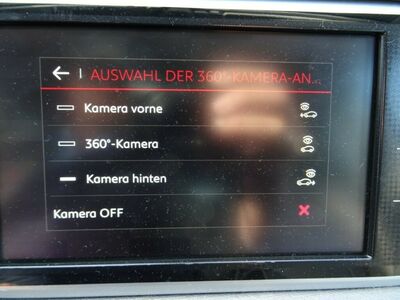 AUSWAHL DER 360°-KAMERA-AN...
Kamera vorne
360°-Kamera
Kamera hinten
Kamera OFF